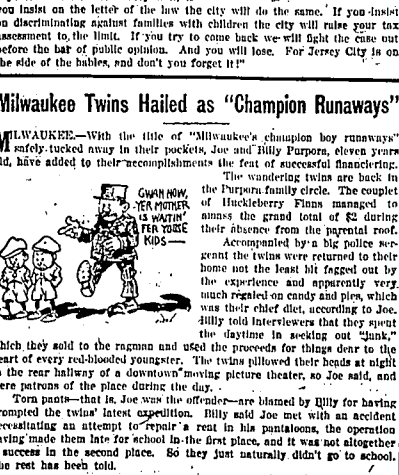 you insist on the letter of the law the city will do the same. If you insist
on discriminating against families with children the city will raise your tax
assessment to the limit. If you try to come back we will fight the case out
before the bar of public opinion. And you will lose. For Jersey City is on
the side of the babies, and don't you forget it!"
Milwaukee Twins Hailed as "Champion Runaways"
MILWAUKEE.—With the title of "Milwaukee's champion boy runaways"
safely tucked away in their pockets, Joe and Billy Purporn, eleven years
old, have added to their accomplishments the feat of successful financiering.
The wandering twins are back in
the Purporn family circle. The couplet
of Huckleberry Finns managed to
amass the grand total of $2 during
their absence from the parental roof.
GWAN HOW,
YER MOTHER
IS WAITIN'
FER YOUSE
KIDS—
Accompanied by a big police ser-
geant the twins were returned to their
home not the least bit fagged out by
the experience and apparently very
much regaled on candy and pies, which
was their chief diet, according to Joe.
Billy told interviewers that they spent
the daytime in seeking out "junk,"
which they sold to the ragman and used the proceeds for things dear to the
heart of every red-blooded youngster. The twins pillowed their heads at night
in the rear hallway of a downtown moving picture theater, so Joe said, and
were patrons of the place during the day.
Torn pants—that is, Joe was the offender—are blamed by Billy for having
prompted the twins' latest expedition. Billy said Joe met with an accident
necessitating an attempt to repair a rent in his pantaloons, the operation
having made them late for school in the first place, and it was not altogether
a success in the second place. So they just naturally didn't go to school.
The rest has been told.